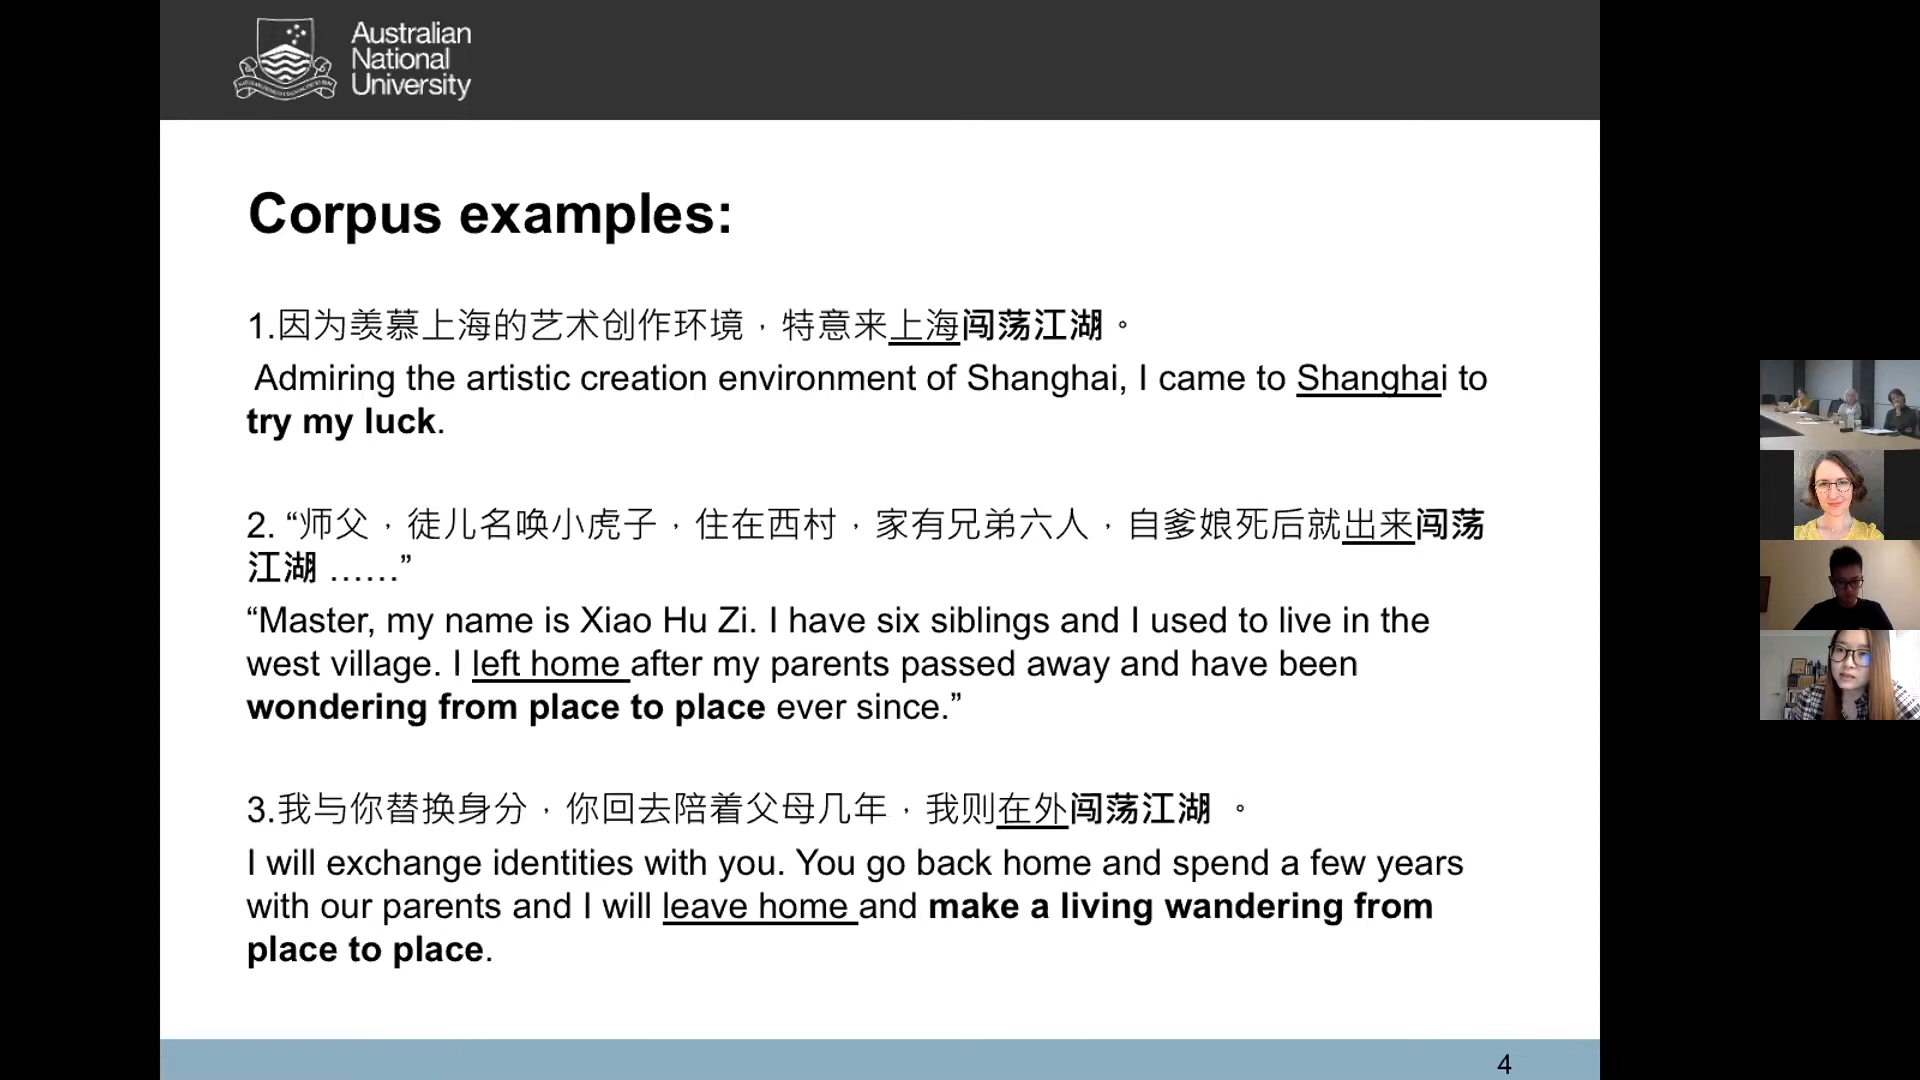 Australian
National
University
Corpus examples:
1.因为羡慕上海的艺术创作环境，特意来上海闯荡江湖。
Admiring the artistic creation environment of Shanghai, I came to Shanghai to
try my luck.
2. “师父，徒儿名唤小虎子，住在西村，家有兄弟六人，自爹娘死后就出来闯荡
江湖 ……”
“Master, my name is Xiao Hu Zi. I have six siblings and I used to live in the
west village. I left home after my parents passed away and have been
wondering from place to place ever since.”
3.我与你替换身分，你回去陪着父母几年，我则在外闯荡江湖 。
I will exchange identities with you. You go back home and spend a few years
with our parents and I will leave home and make a living wandering from
place to place.
4